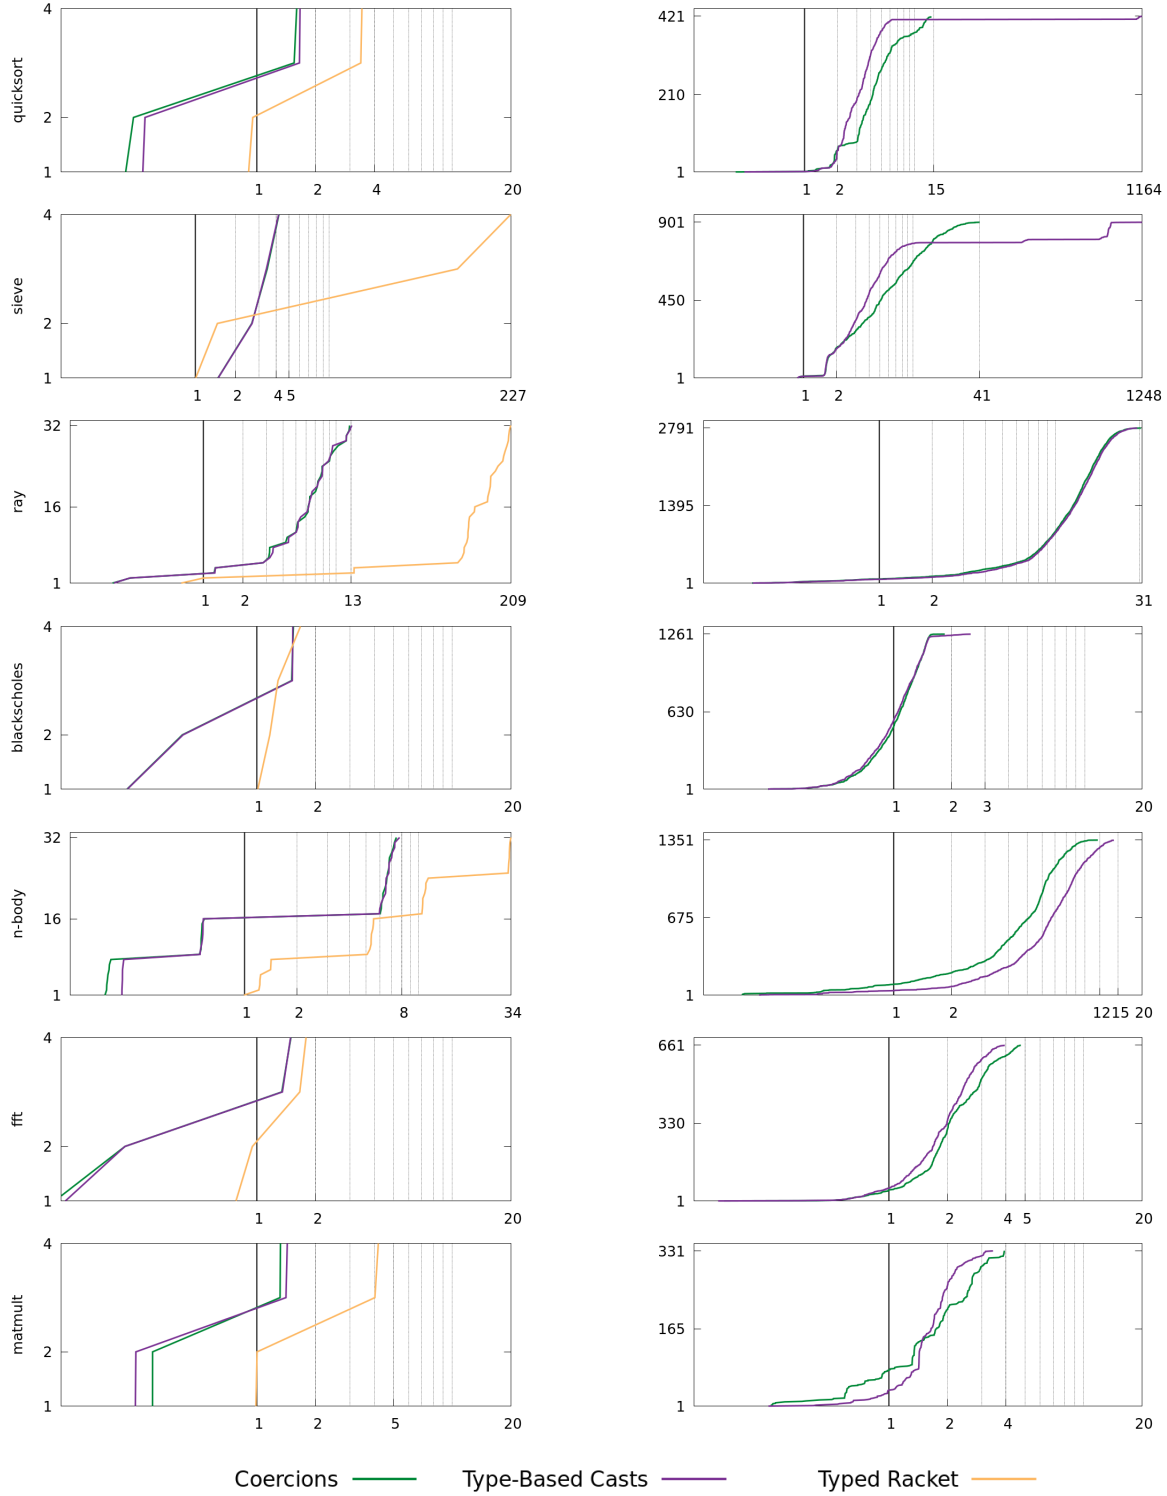 4
2
1
quicksort
1 2 4 20
421
210
1
1 2 15 1164
4
2
1
sieve
1 2 4 5 227
901
450
1
1 2 41 1248
32
16
1
ray
1 2 13 209
2791
1395
1
1 2 31
4
2
1
blackscholes
1 2 20
1261
630
1
1 2 3 20
32
16
1
n-body
1 2 8 34
1351
675
1
1 2 12 15 20
4
2
1
fft
1 2 20
661
330
1
1 2 4 5 20
4
2
1
matmult
1 2 5 20
331
165
1
1 2 4 20
Coercions Type-Based Casts Typed Racket